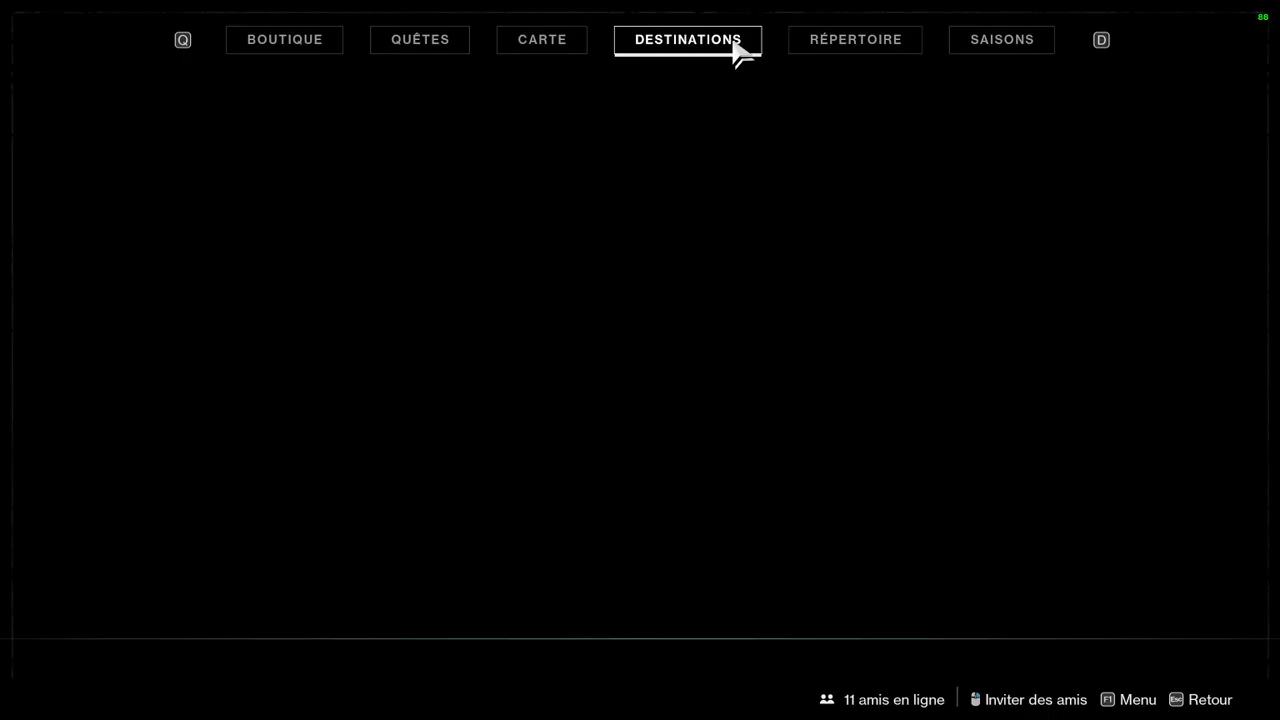 88
Q BOUTIQUE QUÊTES CARTE DESTINATIONS RÉPERTOIRE SAISONS D
11 amis en ligne Inviter des amis F1 Menu Esc Retour